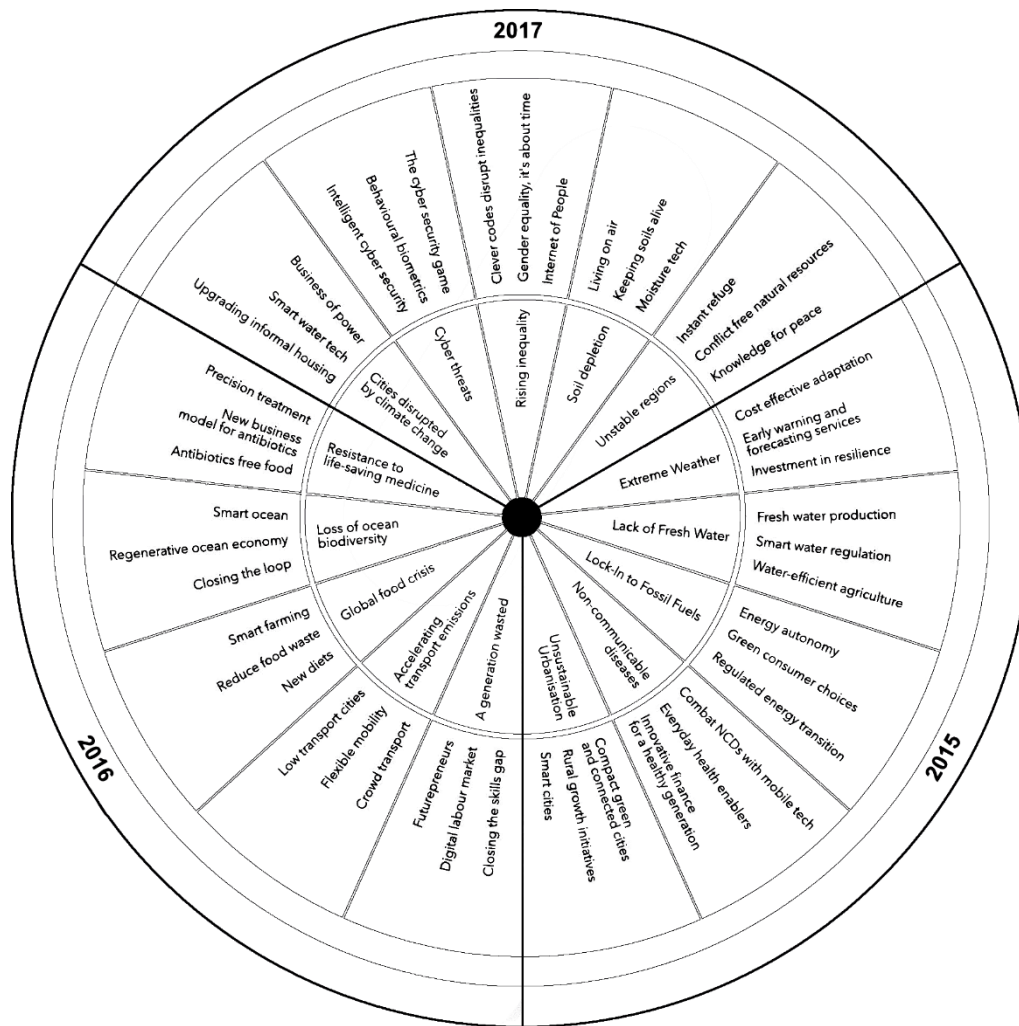 2017
Cities disrupted
by climate change
Upgrading informal housing
Smart water tech
Business of power
Cyber threats
Intelligent cyber security
Behavioural biometrics
The cyber security game
Rising inequality
Clever codes disrupt inequalities
Gender equality, it's about time
Internet of People
Soil depletion
Living on air
Keeping soils alive
Moisture tech
Unstable regions
Instant refuge
Conflict free natural resources
Knowledge for peace
2015
Extreme Weather
Cost effective adaptation
Early warning and
forecasting services
Investment in resilience
Lack of Fresh Water
Fresh water production
Smart water regulation
Water-efficient agriculture
Lock-In to Fossil Fuels
Energy autonomy
Green consumer choices
Regulated energy transition
Non-communicable
diseases
Combat NCDs with mobile tech
Everyday health enablers
Innovative finance
for a healthy generation
Unsustainable
Urbanisation
Compact green
and connected cities
Rural growth initiatives
Smart cities
2016
A generation wasted
Closing the skills gap
Digital labour market
Futurepreneurs
Accelerating
transport emissions
Crowd transport
Flexible mobility
Low transport cities
Global food crisis
Smart farming
Reduce food waste
New diets
Loss of ocean
biodiversity
Smart ocean
Regenerative ocean economy
Closing the loop
Resistance to
life-saving medicine
Precision treatment
New business
model for antibiotics
Antibiotics free food